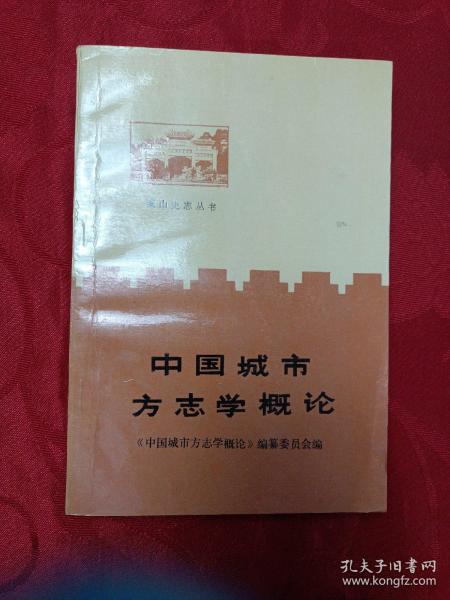 山史志丛书
中国城市
方志学概论
《中国城市方志学概论》编纂委员会编
孔夫子旧书网
www.kongfz.com